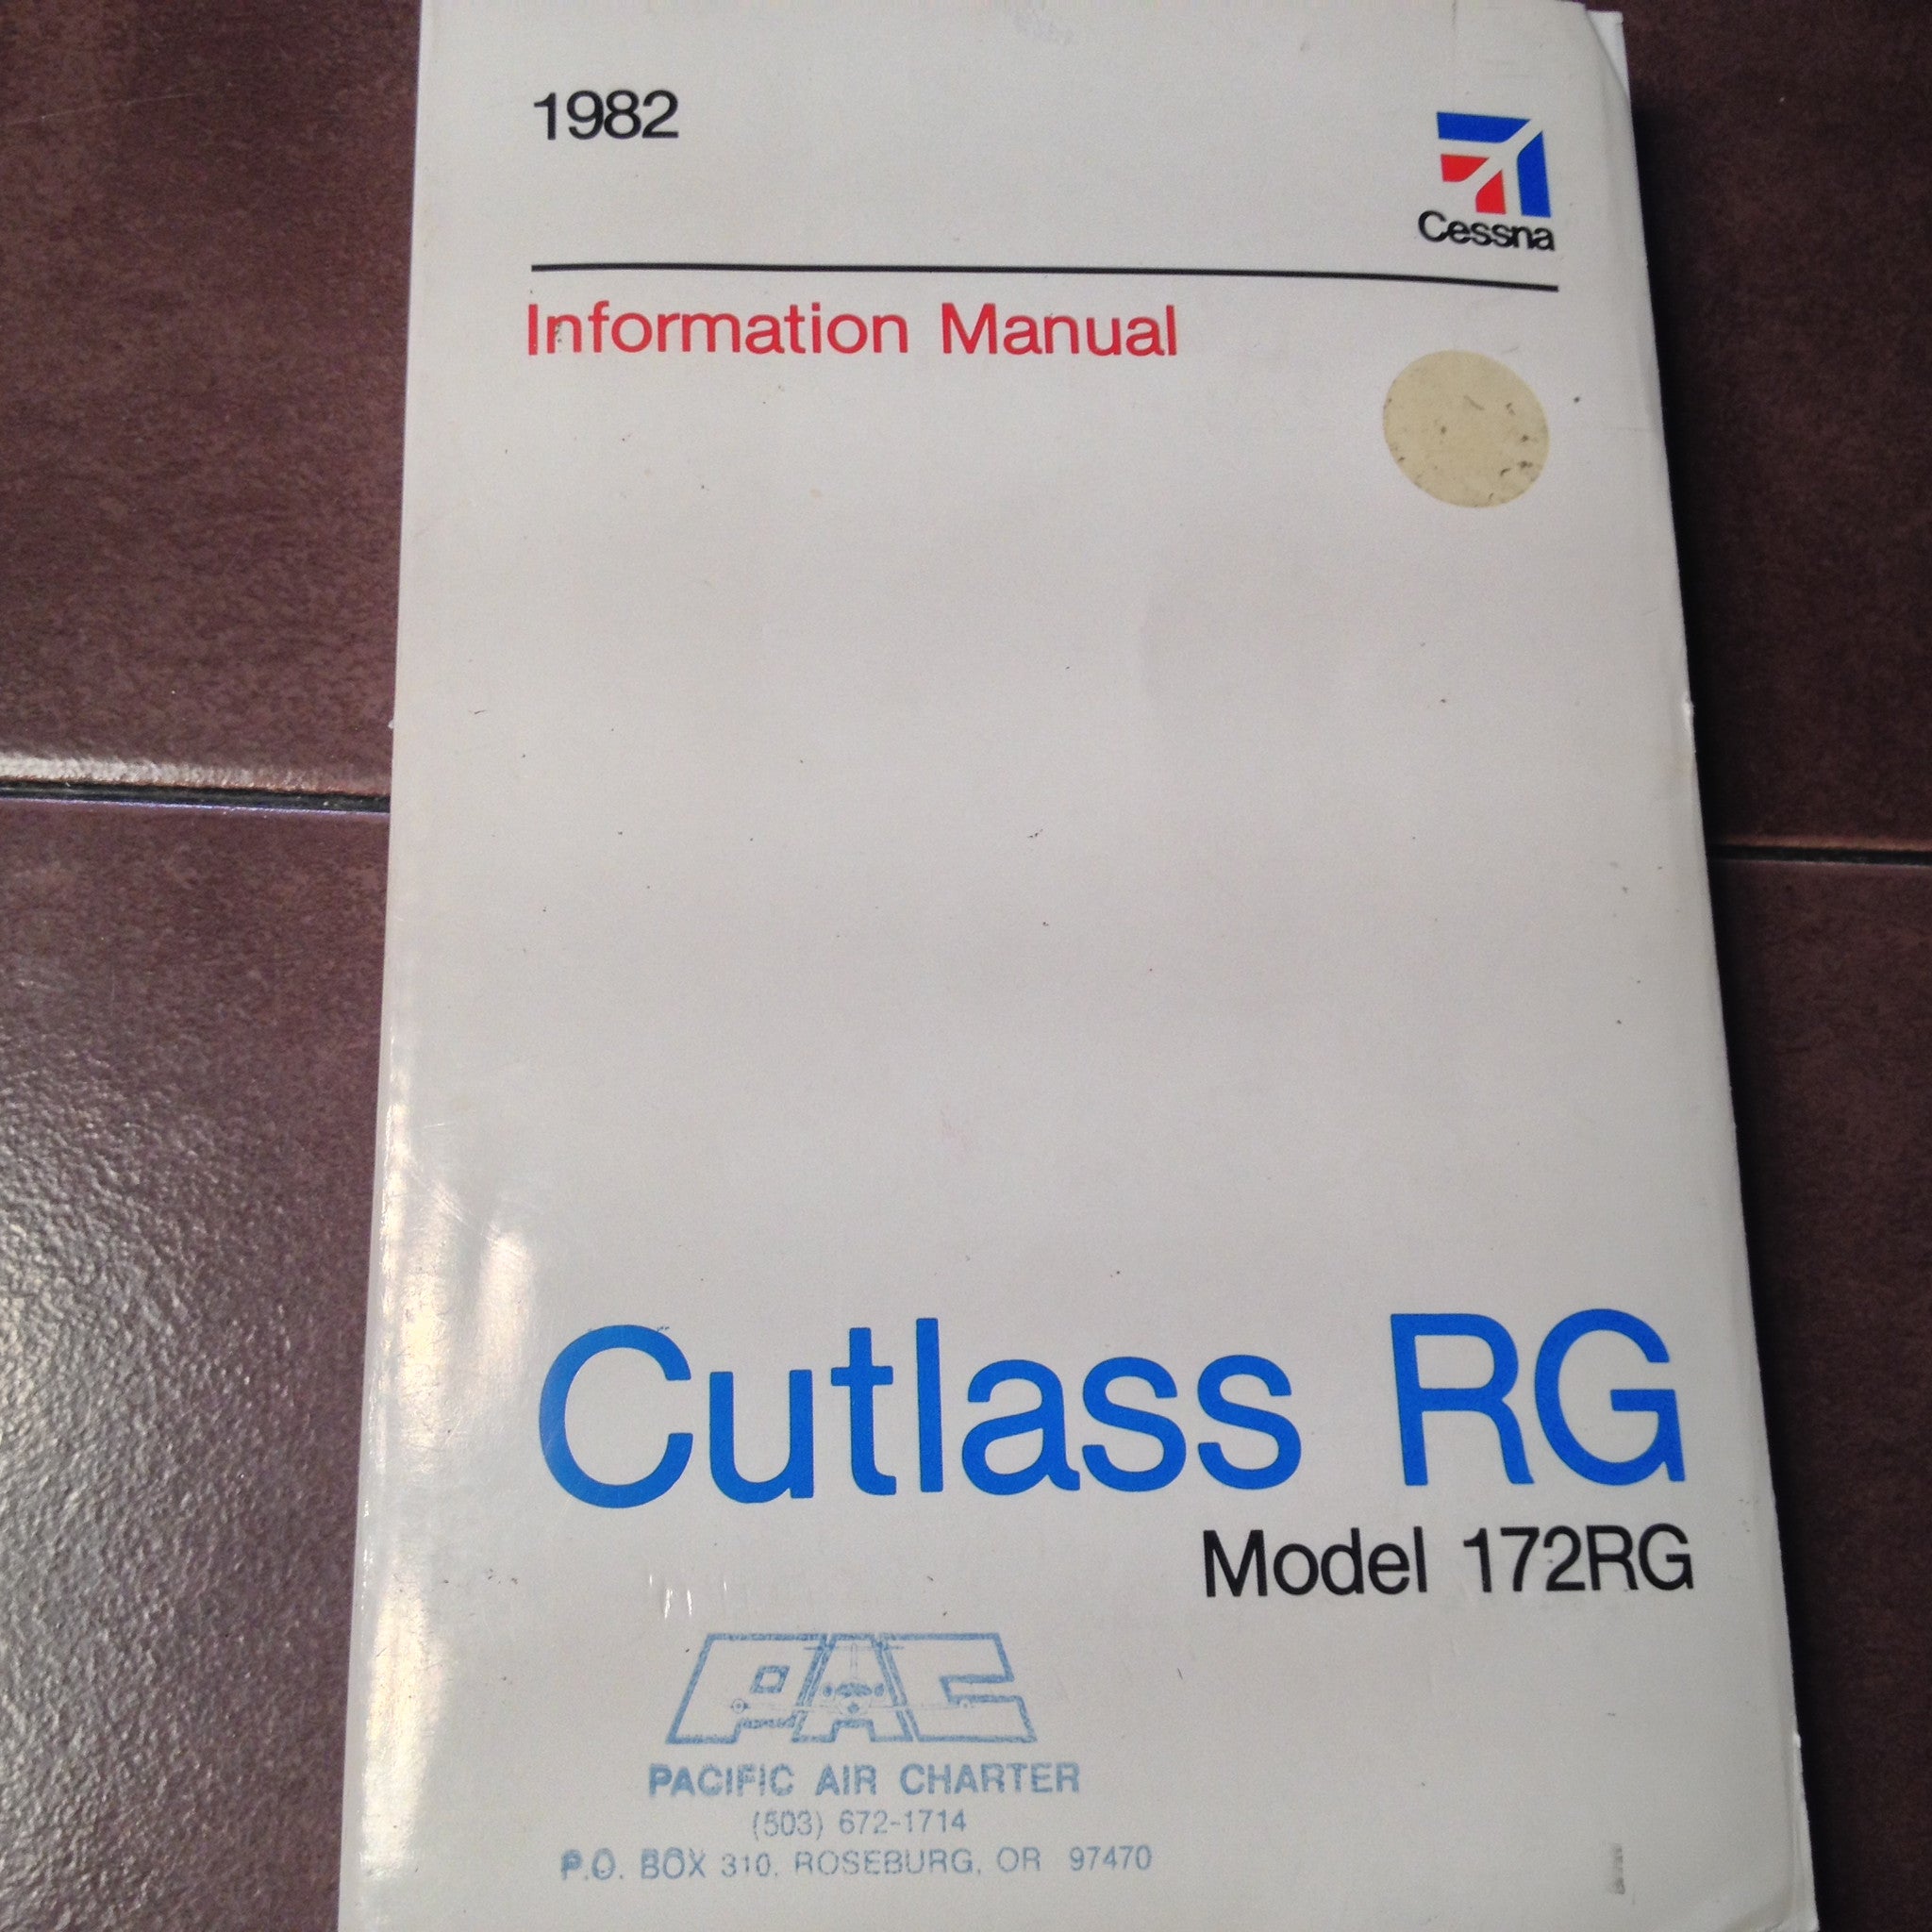 1982
Cessna
Information Manual
Cutlass RG
Model 172RG
PAC
PACIFIC AIR CHARTER
(503) 672-1714
P.O. BOX 310, ROSEBURG, OR 97470